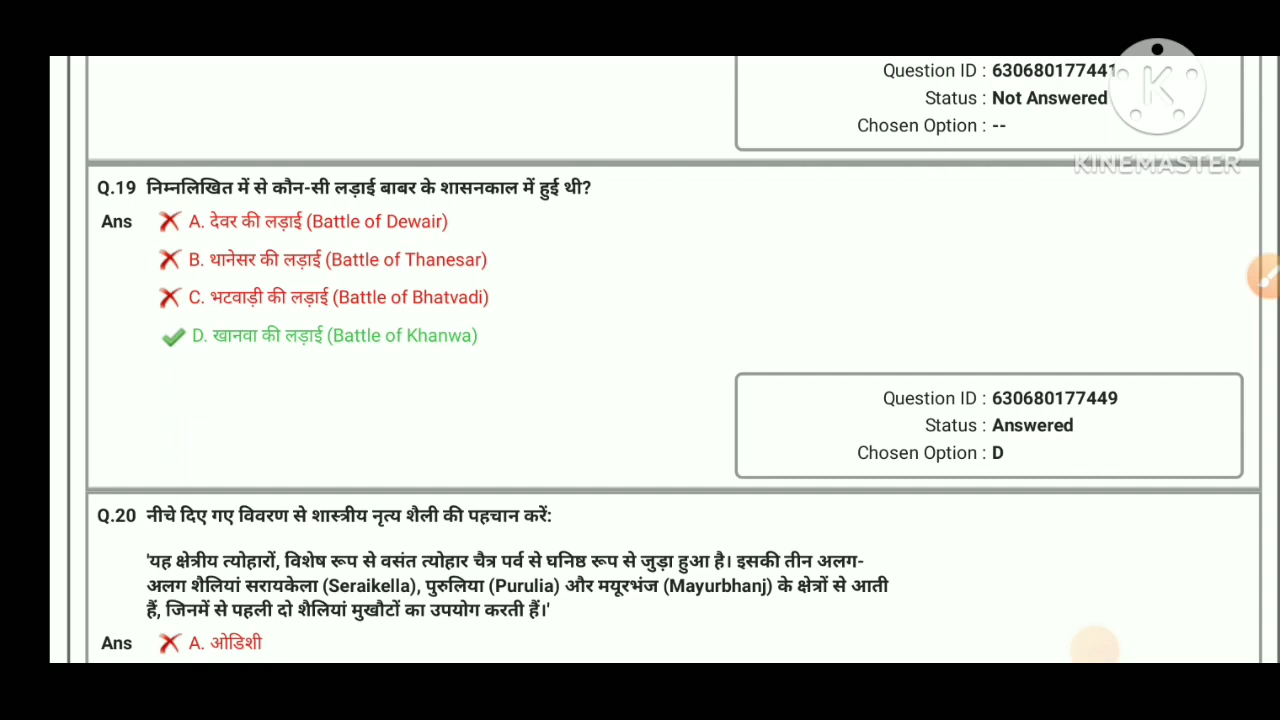 Question ID : 630680177441
Status : Not Answered
Chosen Option : --
KINEMASTER
Q.19 निम्नलिखित में से कौन-सी लड़ाई बाबर के शासनकाल में हुई थी?
Ans A. देवर की लड़ाई (Battle of Dewair)
B. थानेसर की लड़ाई (Battle of Thanesar)
C. भटवाड़ी की लड़ाई (Battle of Bhatvadi)
D. खानवा की लड़ाई (Battle of Khanwa)
Question ID : 630680177449
Status : Answered
Chosen Option : D
Q.20 नीचे दिए गए विवरण से शास्त्रीय नृत्य शैली की पहचान करें:
'यह क्षेत्रीय त्योहारों, विशेष रूप से वसंत त्योहार चैत्र पर्व से घनिष्ठ रूप से जुड़ा हुआ है। इसकी तीन अलग-
अलग शैलियां सरायकेला (Seraikella), पुरुलिया (Purulia) और मयूरभंज (Mayurbhanj) के क्षेत्रों से आती
हैं, जिनमें से पहली दो शैलियां मुखौटों का उपयोग करती हैं।'
Ans A. ओडिशी